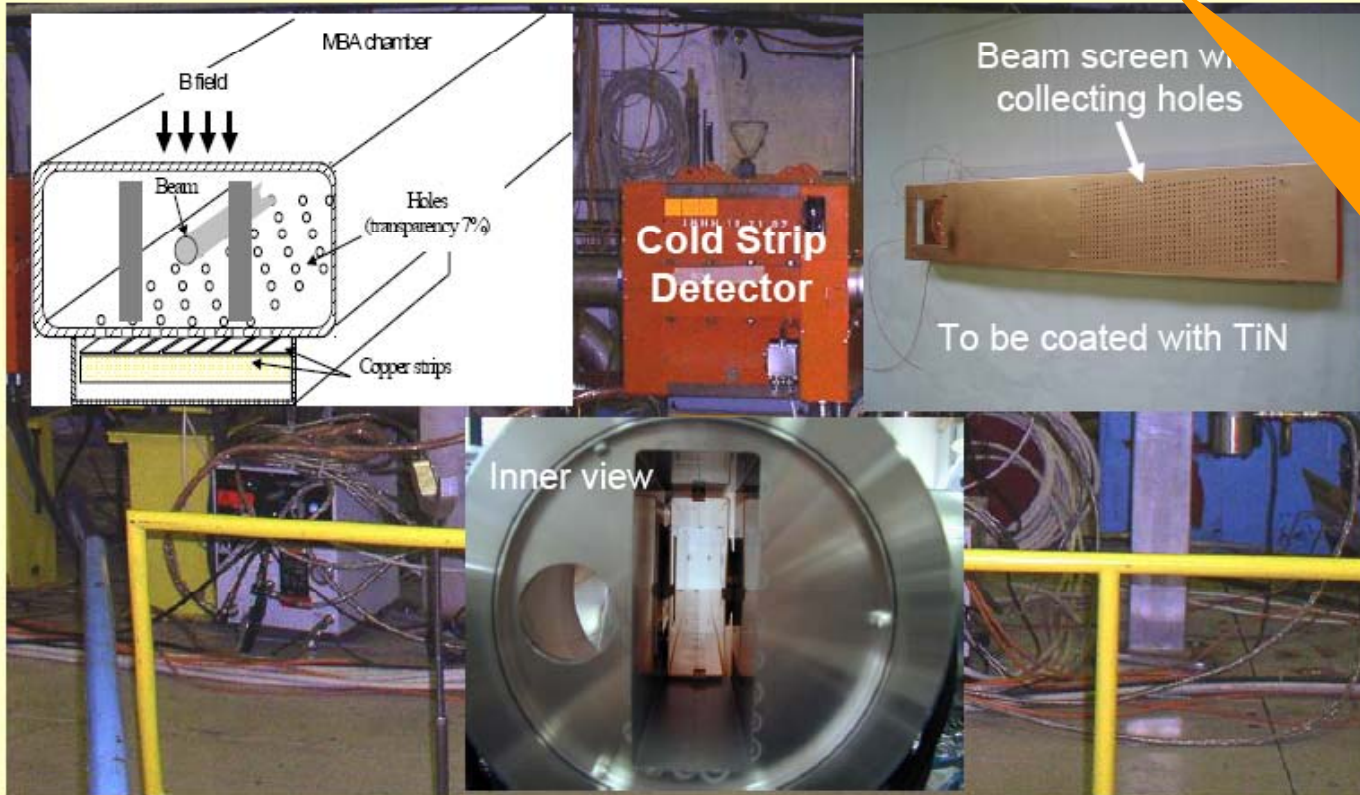 MBA chamber
B field
Beam
Holes
(transparency 7%)
Copper strips
Cold Strip
Detector
Beam screen
collecting holes
To be coated with TiN
Inner view